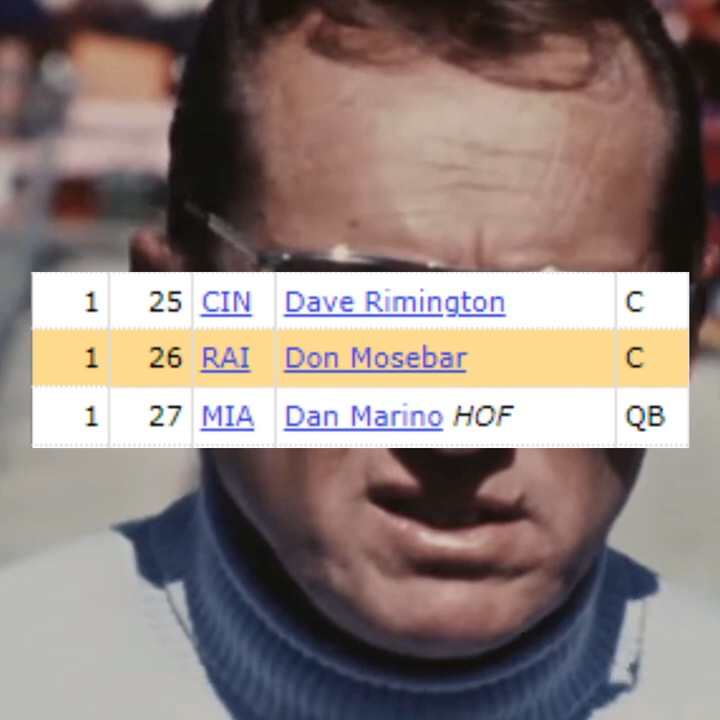 1 25 CIN Dave Rimington C
1 26 RAI Don Mosebar C
1 27 MIA Dan Marino HOF QB